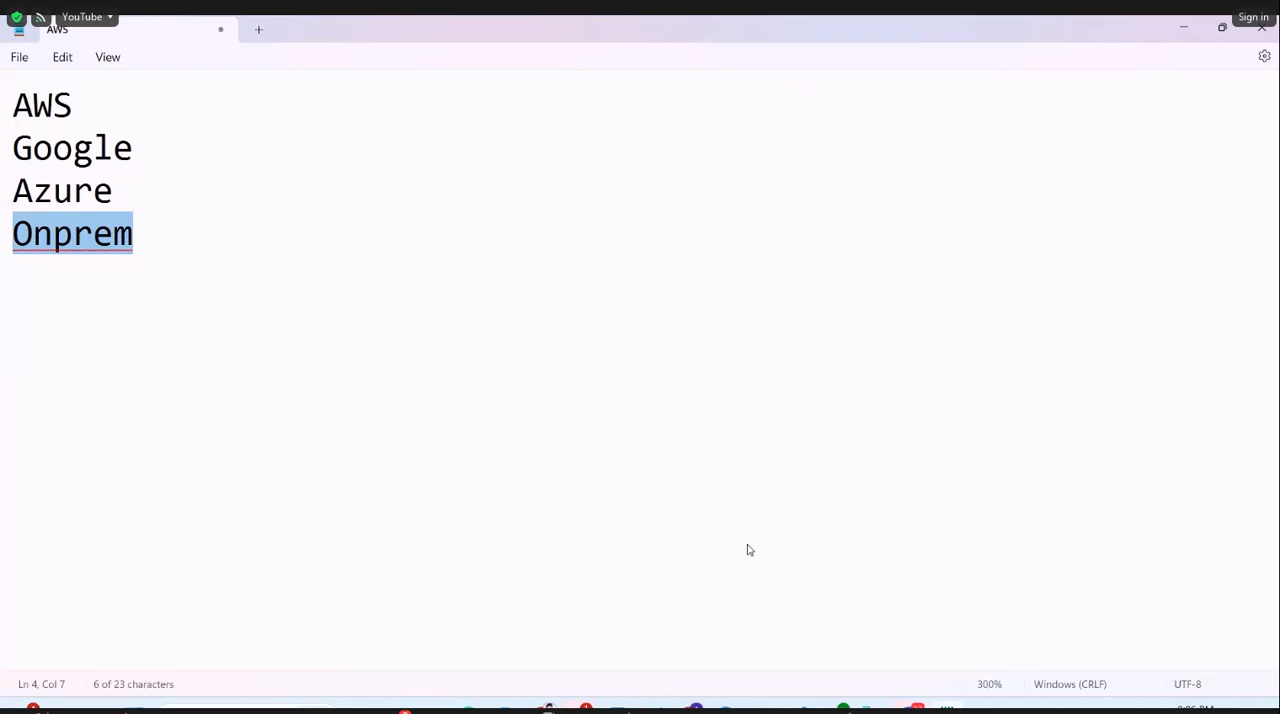 YouTube
Sign in
AWS
File Edit View
AWS
Google
Azure
Onprem
Ln 4, Col 7 6 of 23 characters 300% Windows (CRLF) UTF-8